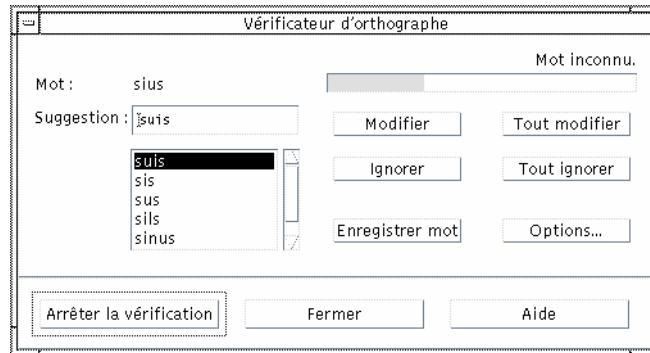 Vérificateur d'orthographe
Mot inconnu.
Mot : sius
Suggestion : suis
Modifier Tout modifier
suis
sis
sus
sils
sinus
Ignorer Tout ignorer
Enregistrer mot Options...
Arrêter la vérification Fermer Aide